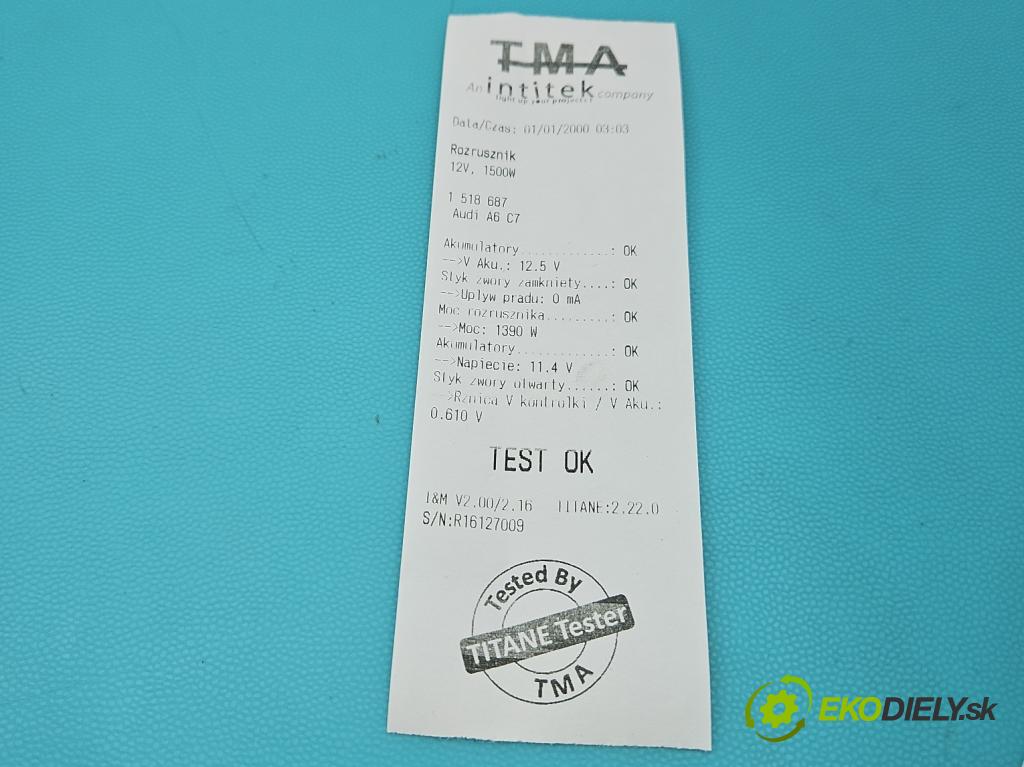 TMA
An intitek company
light up your projects!
Data/Czas: 01/01/2000 03:03
Rozrusznik
12V, 1500W
1 518 687
Audi A6 C7
Akumulatory.............: OK
-->V Aku.: 12.5 V
Styk zwory zamkniety....: OK
-->Uplyw pradu: 0 mA
Moc rozrusznika.........: OK
-->Moc: 1390 W
Akumulatory.............: OK
-->Napiecie: 11.4 V
Styk zwory otwarty......: OK
-->Rznica V kontrolki / V Aku.:
0.610 V
TEST OK
I&M V2.00/2.16 TITANE:2.22.0
S/N:R16127009
Tested By
TITANE Tester
TMA
EKODIELY.sk